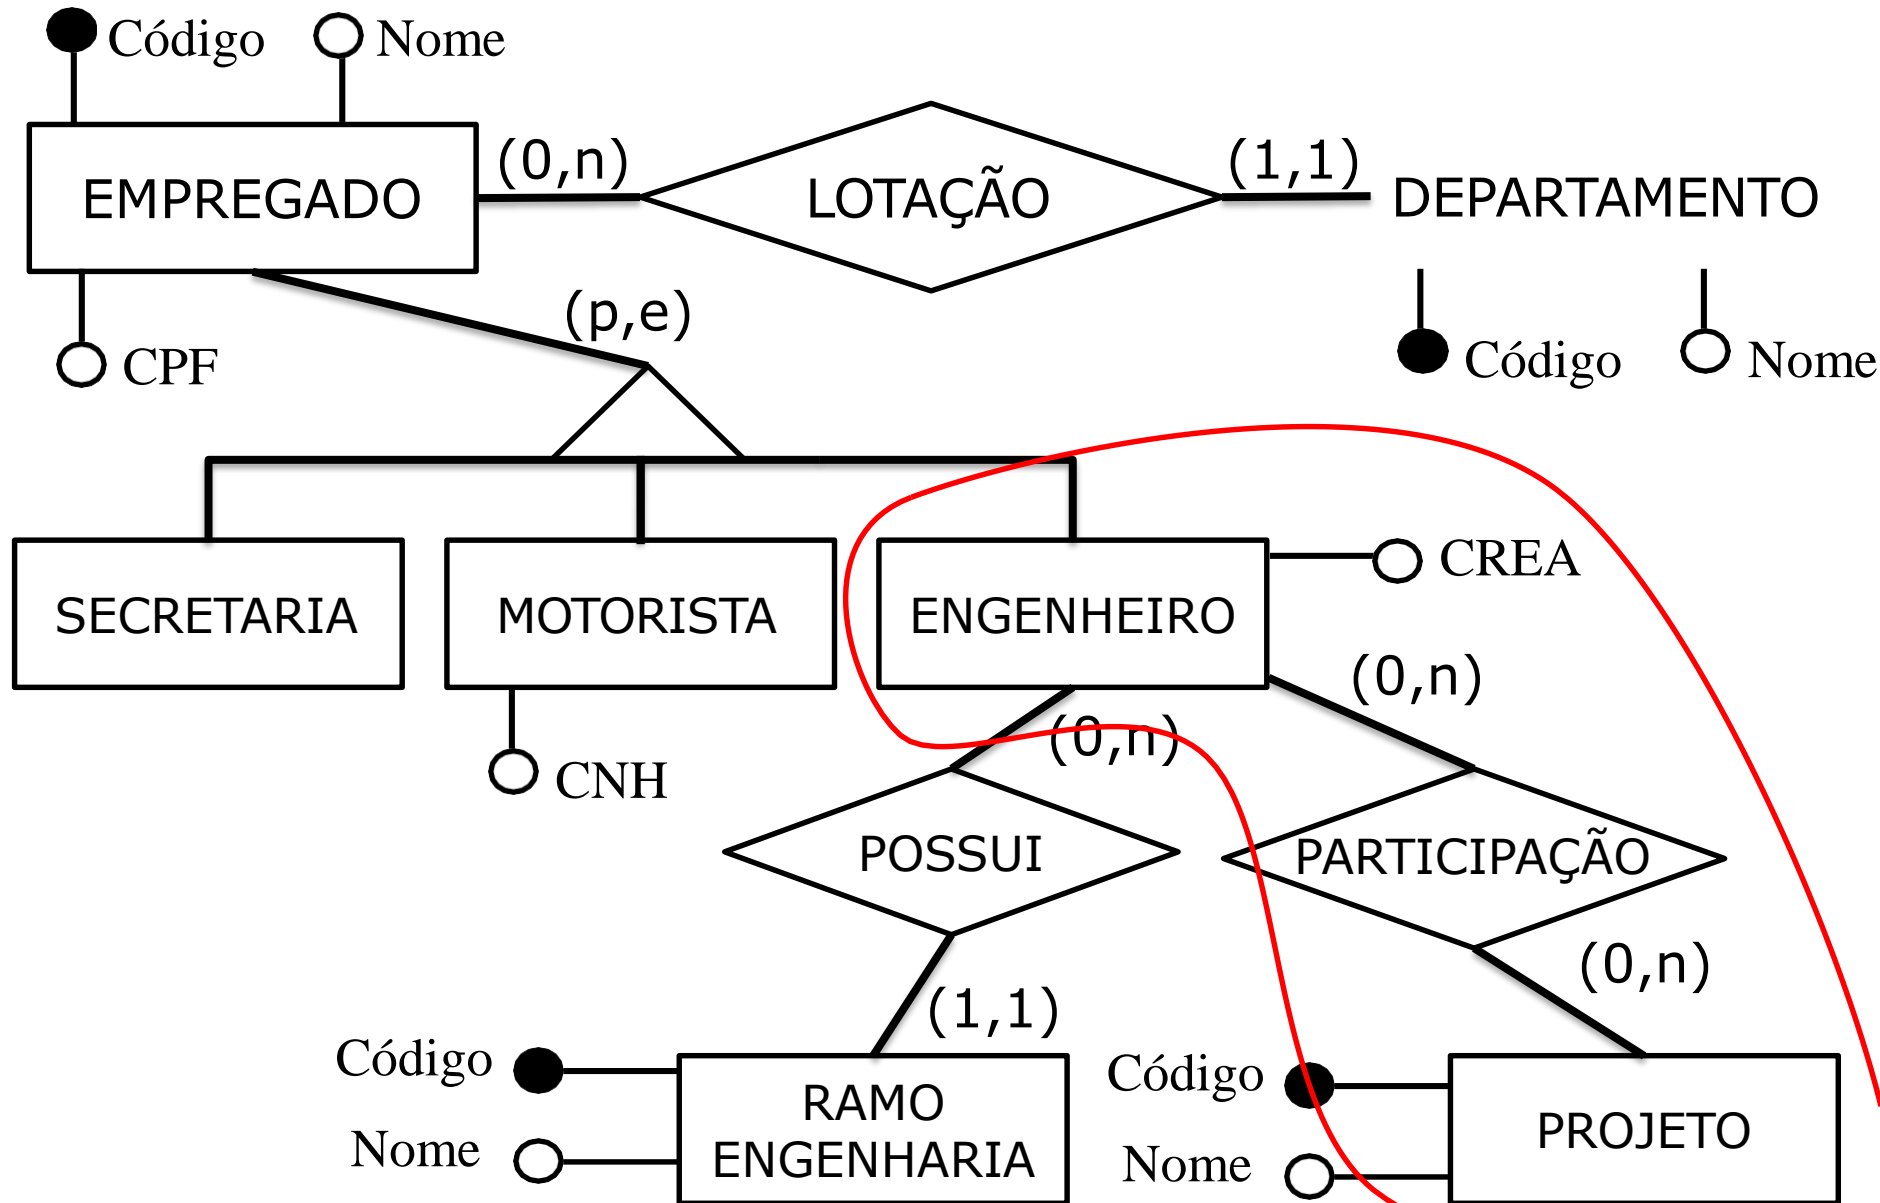 Código
Nome
EMPREGADO
(0,n)
LOTAÇÃO
(1,1)
DEPARTAMENTO
(p,e)
CPF
Código
Nome
SECRETARIA
MOTORISTA
ENGENHEIRO
CREA
(0,n)
(0,n)
CNH
POSSUI
PARTICIPAÇÃO
(0,n)
(1,1)
Código
Nome
RAMO
ENGENHARIA
Código
Nome
PROJETO